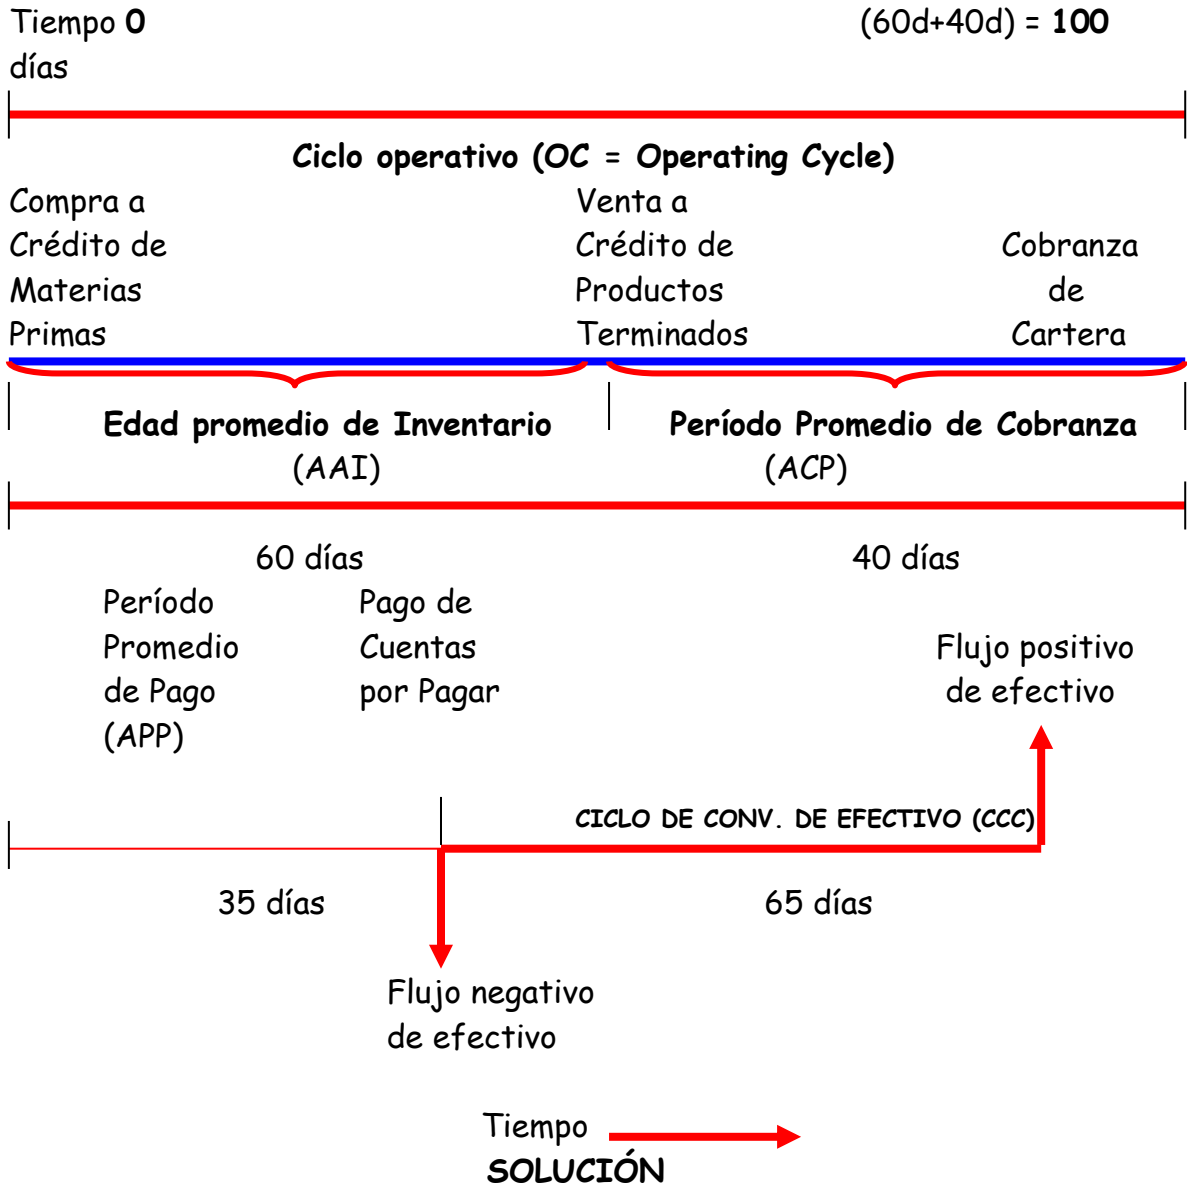 Tiempo 0 (60d+40d) = 100
días
Ciclo operativo (OC = Operating Cycle)
Compra a
Crédito de
Materias
Primas
Venta a
Crédito de
Productos
Terminados
Cobranza
de
Cartera
Edad promedio de Inventario
(AAI)
Período Promedio de Cobranza
(ACP)
60 días
40 días
Período
Promedio
de Pago
(APP)
Pago de
Cuentas
por Pagar
Flujo positivo
de efectivo
CICLO DE CONV. DE EFECTIVO (CCC)
35 días
65 días
Flujo negativo
de efectivo
Tiempo
SOLUCIÓN